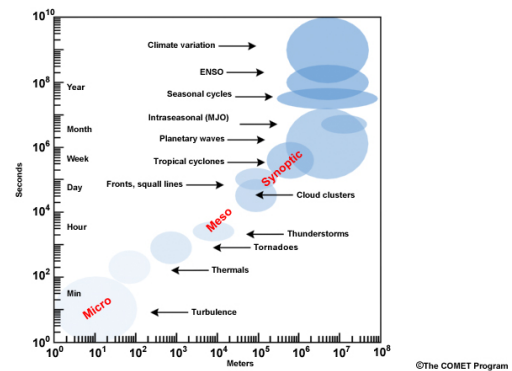 10^10
Climate variation
ENSO
10^8
Year
Seasonal cycles
Intraseasonal (MJO)
Month
Planetary waves
10^6
Week
Tropical cyclones
Synoptic
Day
Fronts, squall lines
Cloud clusters
Seconds
10^4
Meso
Hour
Thunderstorms
Tornadoes
Thermals
10^2
Min
Micro
Turbulence
10^0
10^0 10^1 10^2 10^3 10^4 10^5 10^6 10^7 10^8
Meters
©The COMET Program